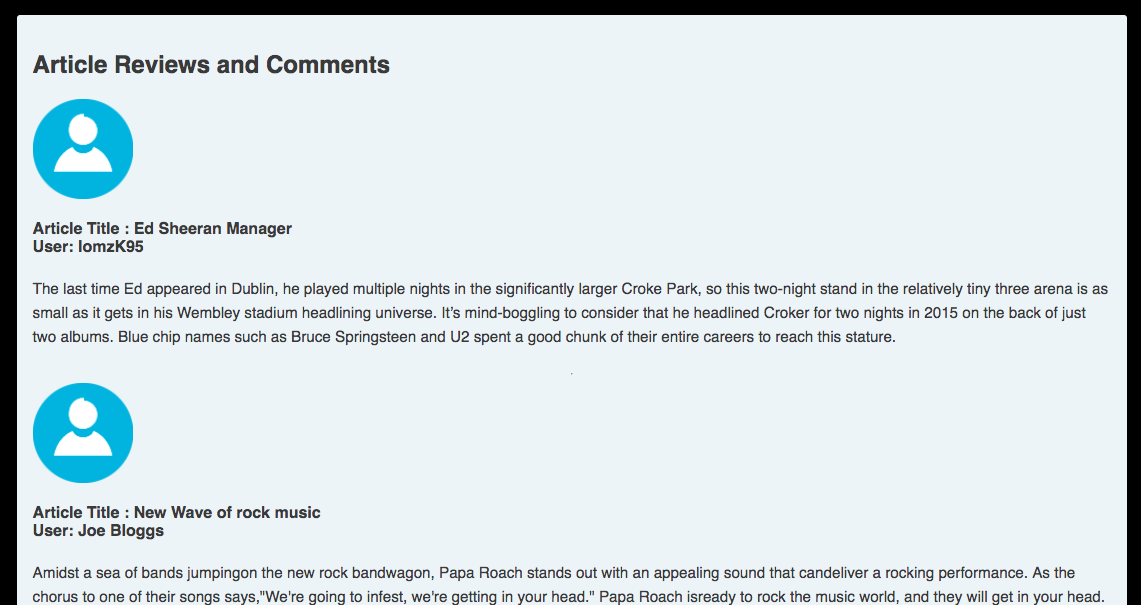 Article Reviews and Comments
Article Title : Ed Sheeran Manager
User: lomzK95
The last time Ed appeared in Dublin, he played multiple nights in the significantly larger Croke Park, so this two-night stand in the relatively tiny three arena is as
small as it gets in his Wembley stadium headlining universe. It’s mind-boggling to consider that he headlined Croker for two nights in 2015 on the back of just
two albums. Blue chip names such as Bruce Springsteen and U2 spent a good chunk of their entire careers to reach this stature.
Article Title : New Wave of rock music
User: Joe Bloggs
Amidst a sea of bands jumpingon the new rock bandwagon, Papa Roach stands out with an appealing sound that candeliver a rocking performance. As the
chorus to one of their songs says,"We're going to infest, we're getting in your head." Papa Roach isready to rock the music world, and they will get in your head.